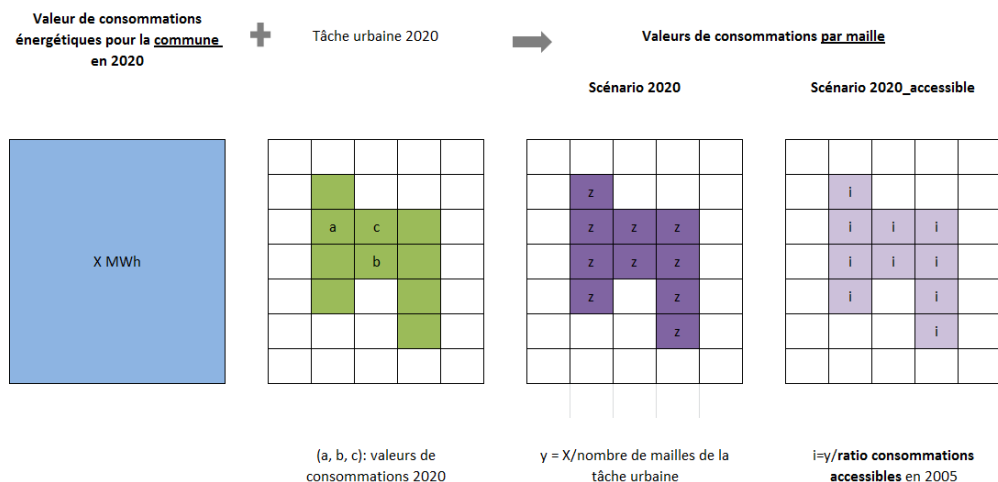 Valeur de consommations
énergétiques pour la commune
en 2020
Tâche urbaine 2020
Valeurs de consommations par maille
Scénario 2020
Scénario 2020_accessible
X MWh
a c
b
z
z z z
z z z
z z
z
i
i i i
i i i
i i
i
(a, b, c): valeurs de
consommations 2020
y = X/nombre de mailles de la
tâche urbaine
i=y/ratio consommations
accessibles en 2005